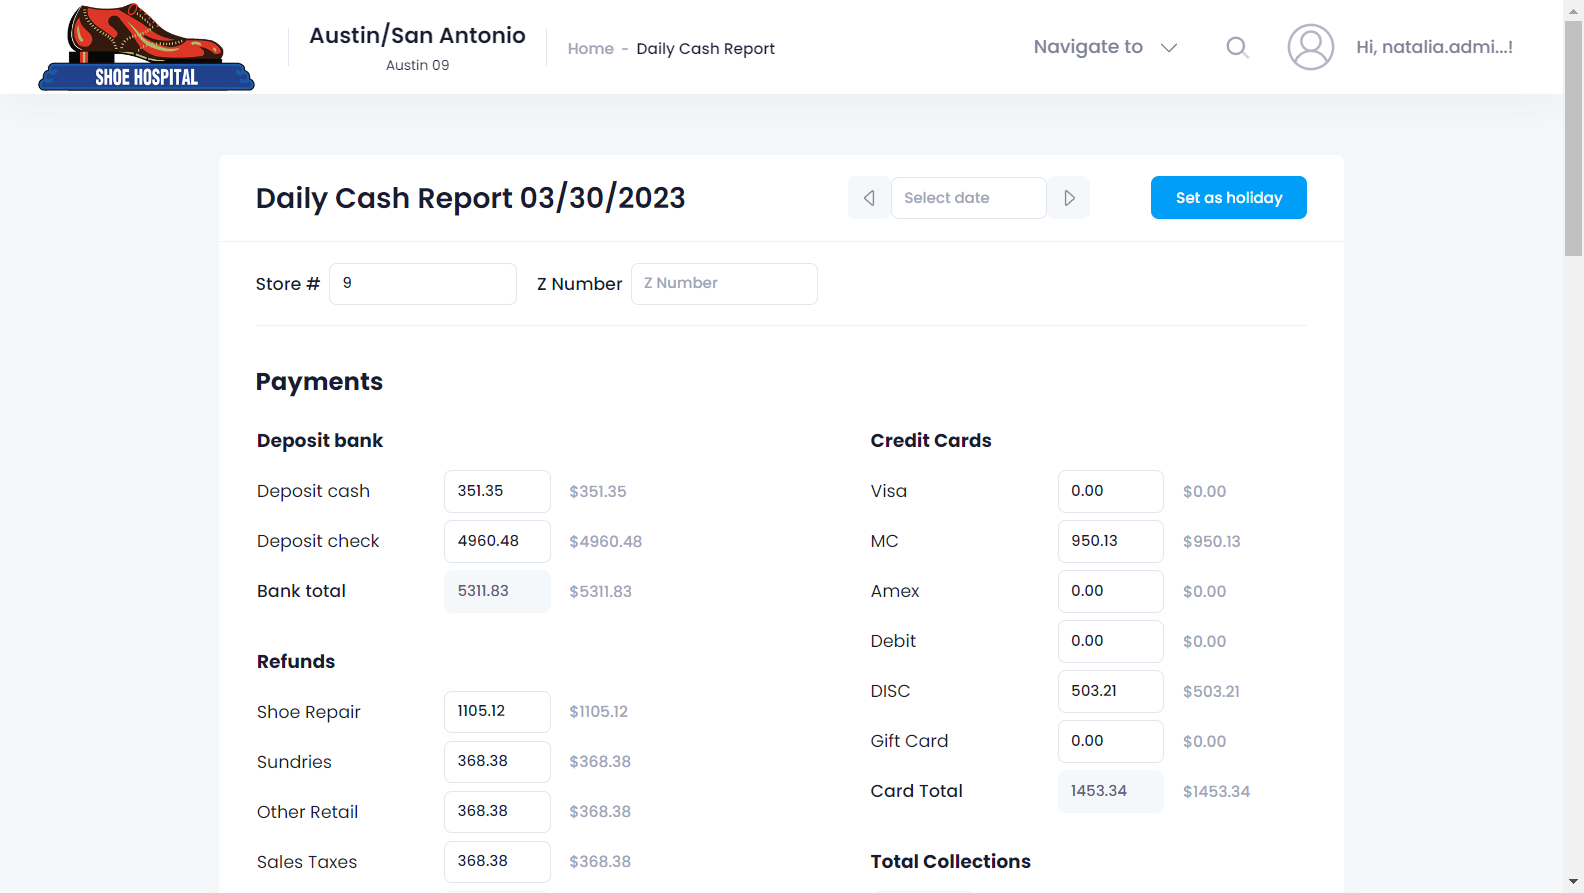 SHOE HOSPITAL
Austin/San Antonio
Austin 09
Home - Daily Cash Report
Navigate to
Hi, natalia.admi...!
Daily Cash Report 03/30/2023
Select date
Set as holiday
Store # 9 Z Number Z Number
Payments
Deposit bank
Deposit cash 351.35 $351.35
Deposit check 4960.48 $4960.48
Bank total 5311.83 $5311.83
Refunds
Shoe Repair 1105.12 $1105.12
Sundries 368.38 $368.38
Other Retail 368.38 $368.38
Sales Taxes 368.38 $368.38
Credit Cards
Visa 0.00 $0.00
MC 950.13 $950.13
Amex 0.00 $0.00
Debit 0.00 $0.00
DISC 503.21 $503.21
Gift Card 0.00 $0.00
Card Total 1453.34 $1453.34
Total Collections